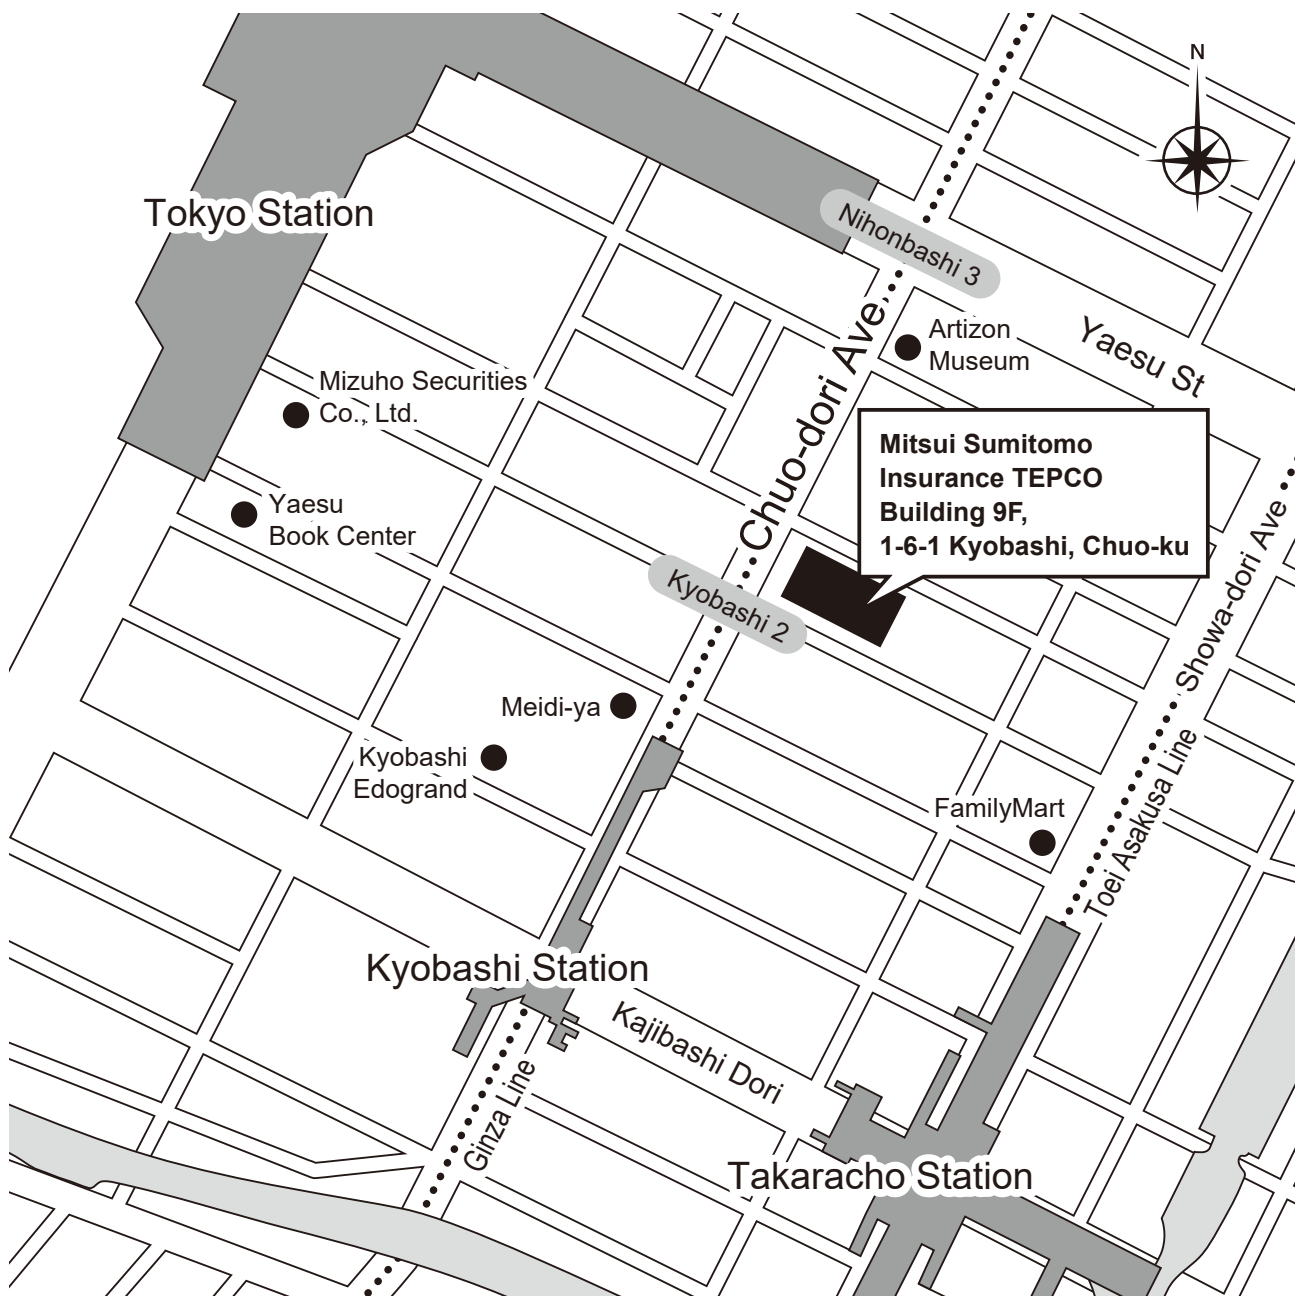 N
Tokyo Station
Nihonbashi 3
Artizon
Museum
Yaesu St
Chuo-dori Ave.
Mizuho Securities
Co., Ltd.
Mitsui Sumitomo
Insurance TEPCO
Building 9F,
1-6-1 Kyobashi, Chuo-ku
Yaesu
Book Center
Kyobashi 2
Showa-dori Ave
Meidi-ya
Kyobashi
Edogrand
Toei Asakusa Line
FamilyMart
Kyobashi Station
Kajibashi Dori
Ginza Line
Takaracho Station